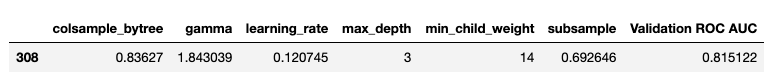 colsample_bytree gamma learning_rate max_depth min_child_weight subsample Validation ROC AUC
308 0.83627 1.843039 0.120745 3 14 0.692646 0.815122